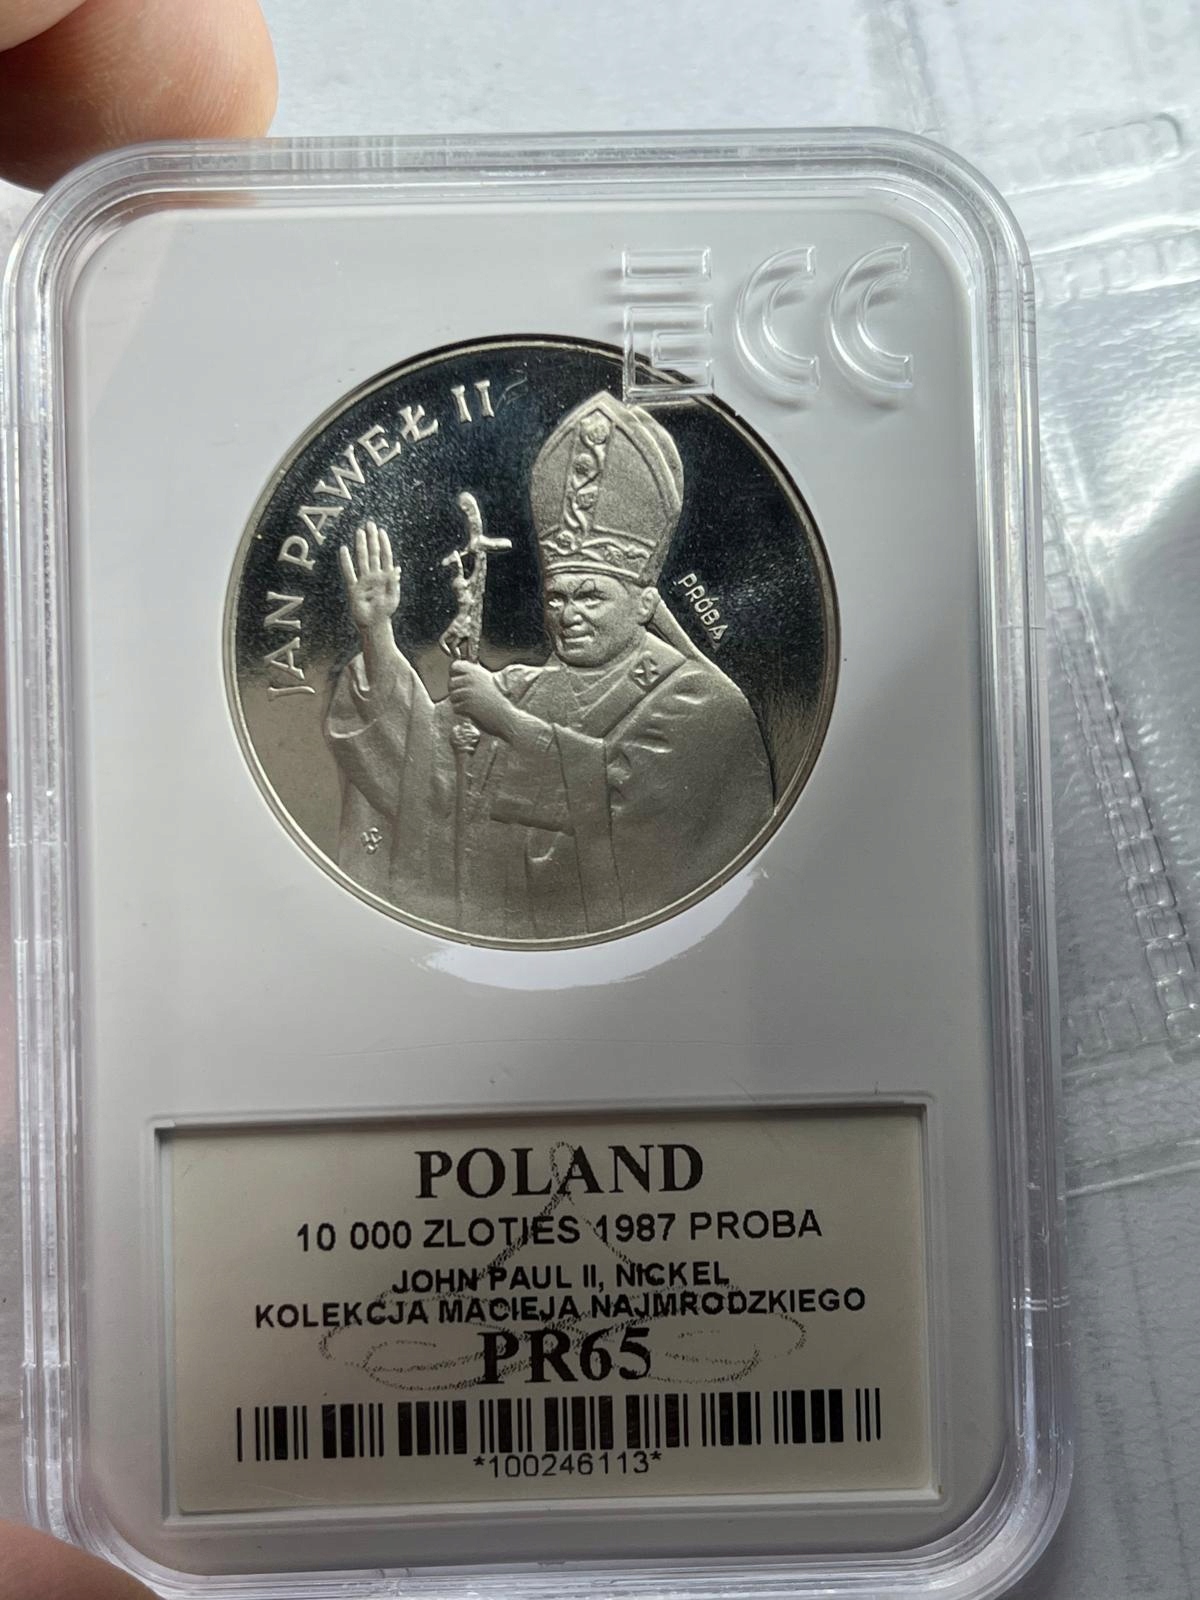 ECC
JAN PAWEŁ II
PRÓBA
POLAND
10 000 ZLOTIES 1987 PROBA
JOHN PAUL II, NICKEL
KOLEKCJA MACIEJA NAJMRODZKIEGO
PR65
*100246113*